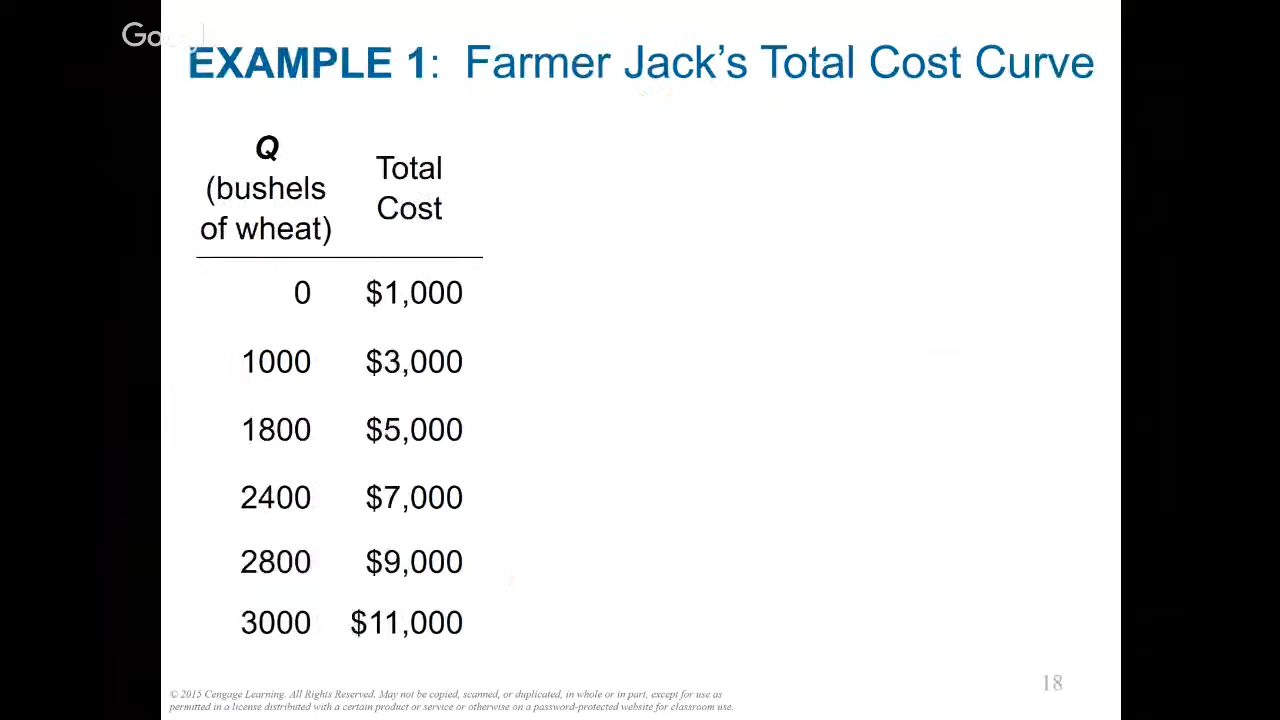 EXAMPLE 1: Farmer Jack’s Total Cost Curve
Q
(bushels
of wheat)
Total
Cost
0 $1,000
1000 $3,000
1800 $5,000
2400 $7,000
2800 $9,000
3000 $11,000
© 2015 Cengage Learning. All Rights Reserved. May not be copied, scanned, or duplicated, in whole or in part, except for use as
permitted in a license distributed with a certain product or service or otherwise on a password-protected website for classroom use.
18